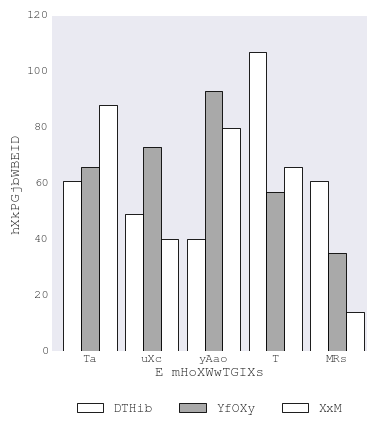 120
100
80
60
40
20
0
hXkPGjbWBEID
Ta uXc yAao T MRs
E mHoXWwTGIXs
DTHib YfOXy XxM